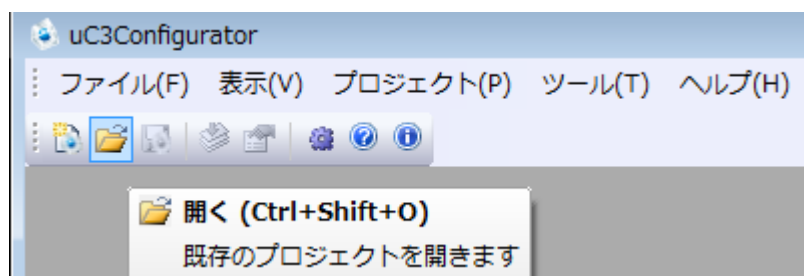 uC3Configurator
ファイル(F) 表示(V) プロジェクト(P) ツール(T) ヘルプ(H)
開く (Ctrl+Shift+O)
既存のプロジェクトを開きます